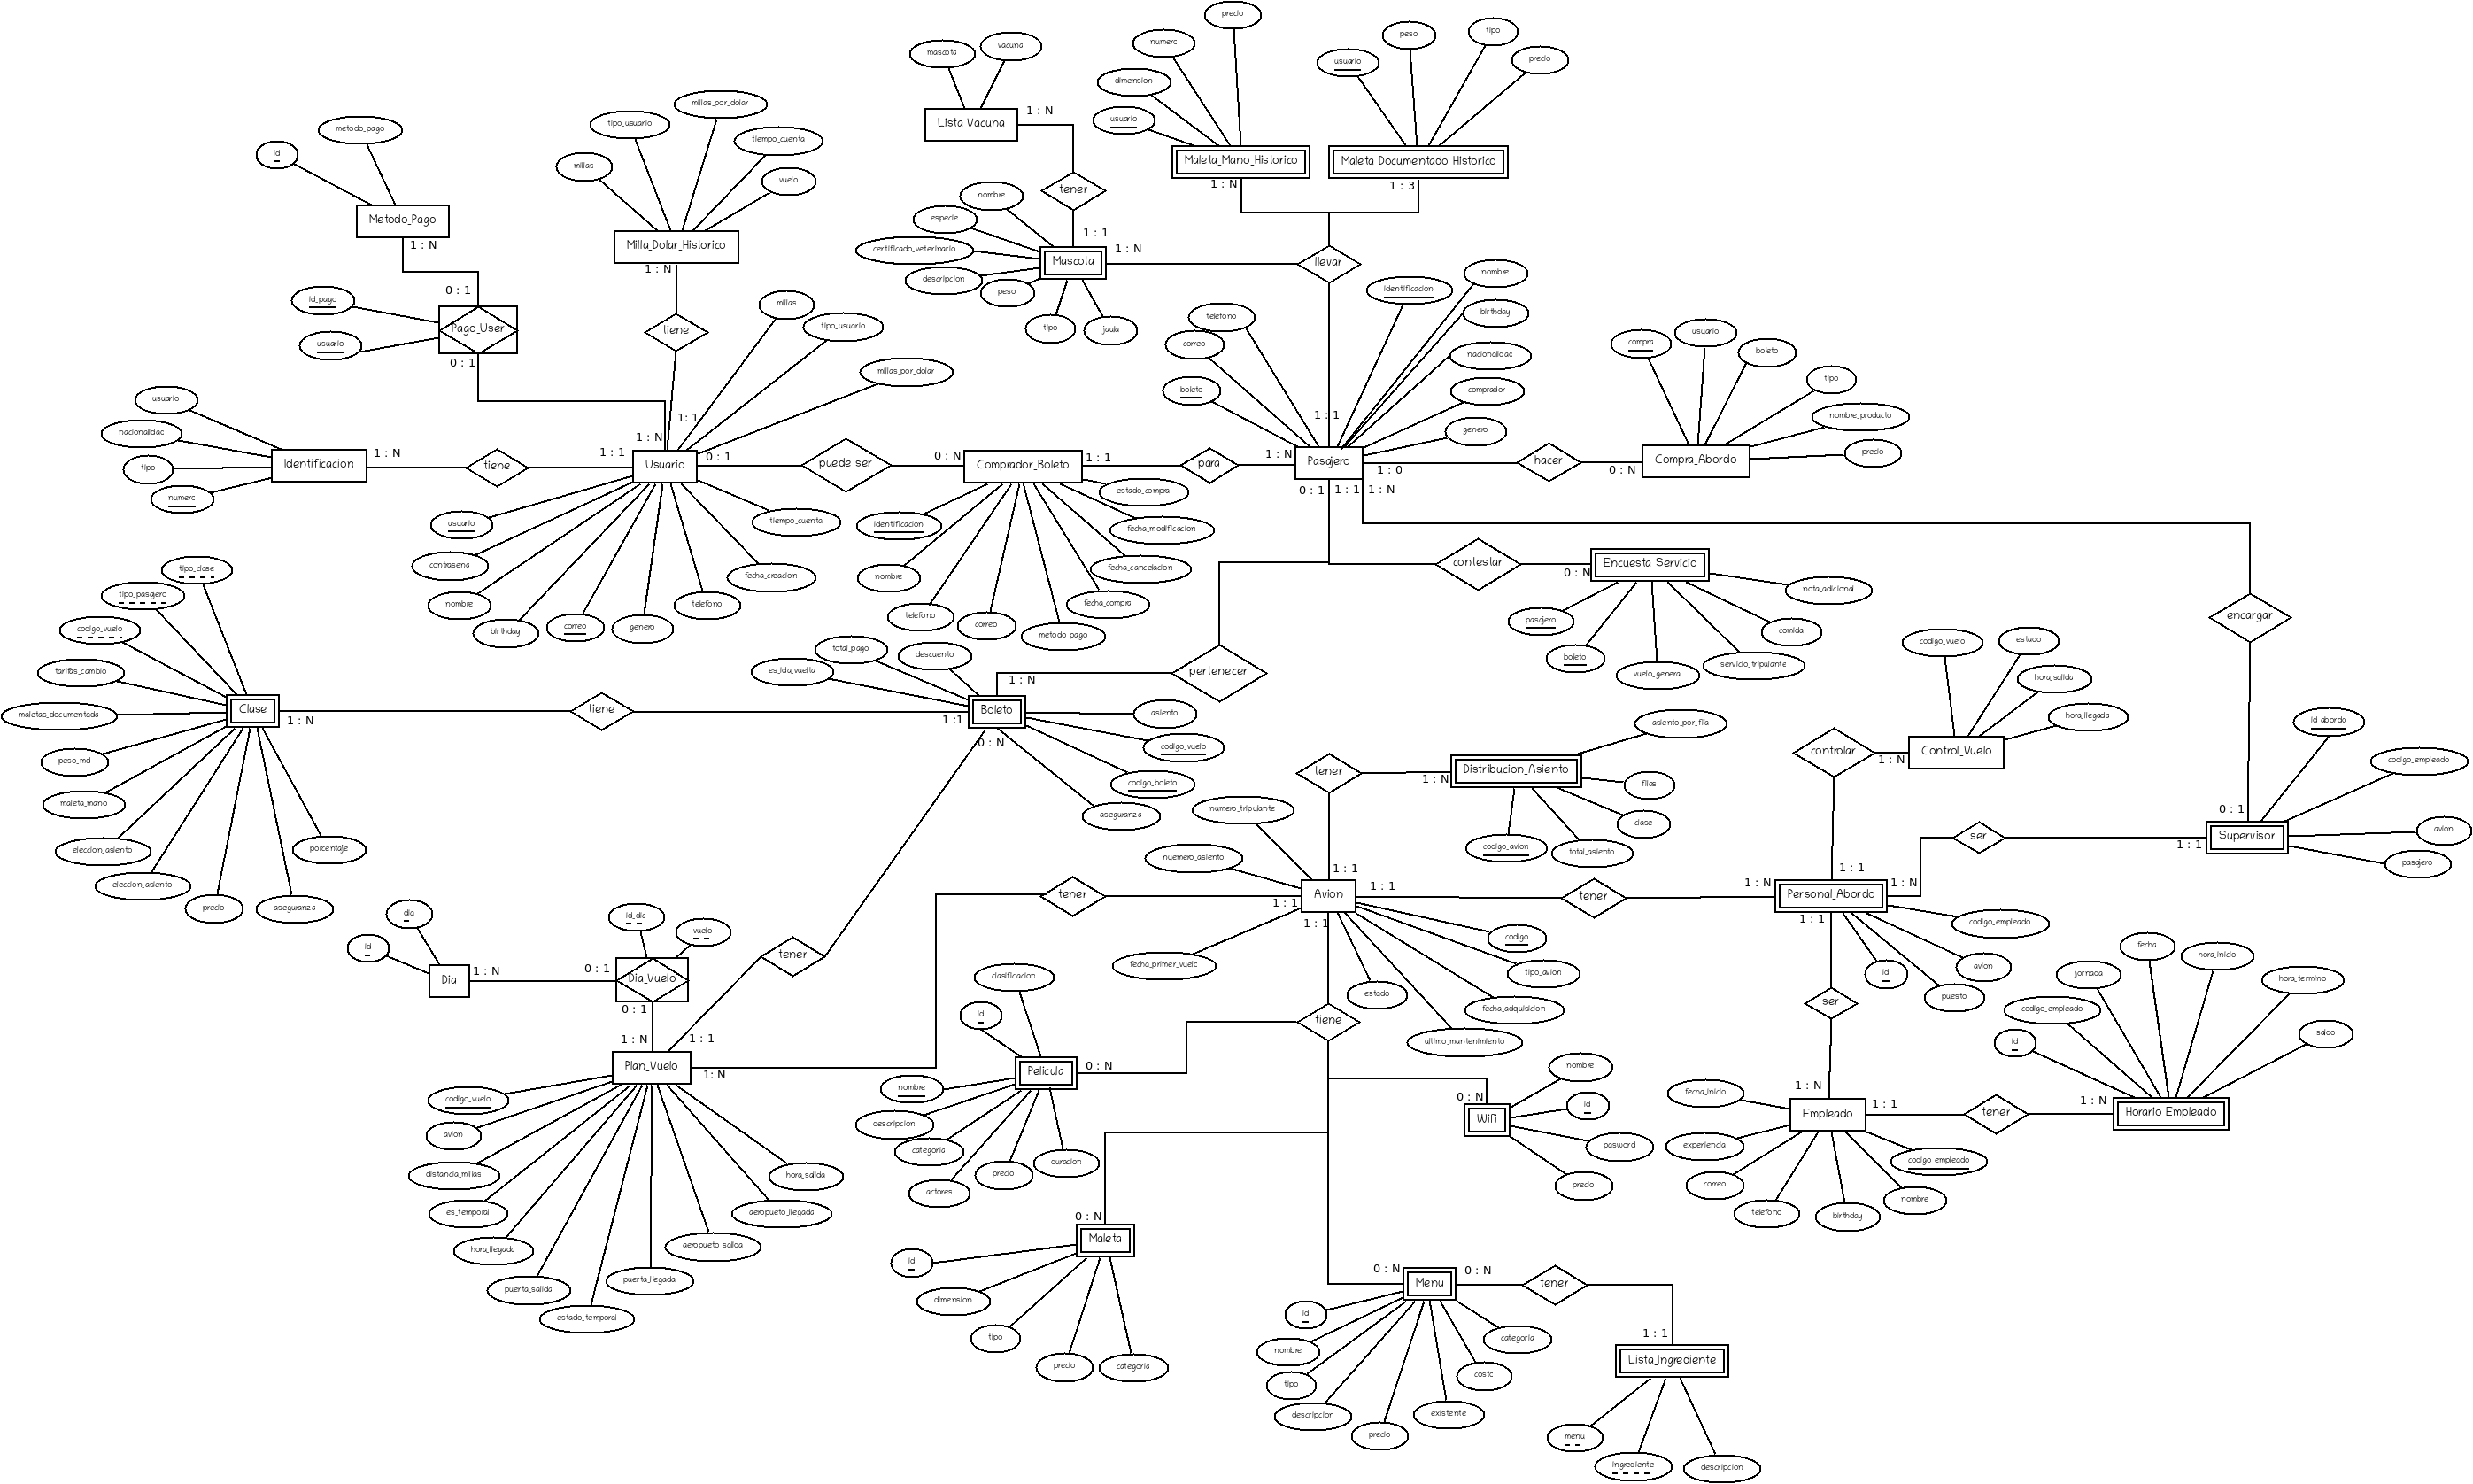 precio
tipo
peso
numerc
vacuna
mascota
usuario
precio
dimension
millas_por_dolar
1 : N
usuario
Lista_Vacuna
tipo_usuario
metodo_pago
tiempo_cuenta
id
millas
Maleta_Mano_Historico
Maleta_Documentado_Historico
vuelo
1 : N
1 : 3
tener
nombre
especie
Metodo_Pago
1 : N
Milla_Dolar_Historico
1 : N
1 : 1
1 : N
certificado_veterinario
Mascota
llevar
descripcion
peso
nombre
identificacion
0 : 1
id_pago
millas
birthday
telefono
tipo
jaula
Pago_User
tiene
tipo_usuario
usuario
correo
usuario
compra
boleto
nacionalidac
0 : 1
millas_por_dolar
tipo
boleto
comprador
usuario
nombre_producto
1 : 1
1 : 1
genero
nacionalidac
1 : N
1 : N
1 : 1
0 : 1
0 : N
1 : 1
1 : N
precio
Identificacion
tiene
Usuario
puede_ser
Comprador_Boleto
para
Pasajero
1 : 0
hacer
0 : N
Compra_Abordo
tipo
numerc
0 : 1
1 : 1
1 : N
estado_compra
usuario
tiempo_cuenta
identificacion
fecha_modificacion
contrasena
fecha_creacion
nombre
fecha_cancelacion
contestar
0 : N
Encuesta_Servicio
tipo_clase
tipo_pasajero
nombre
birthday
correo
genero
telefono
telefono
correo
metodo_pago
fecha_compra
nota_adicional
encargar
pasajero
comida
codigo_vuelo
total_pago
descuento
es_ida_vuelta
boleto
vuelo_general
servicio_tripulante
codigo_vuelo
estado
tarifas_cambio
pertenecer
1 : N
hora_salida
maletas_documentada
Clase
1 : N
tiene
1 :1
Boleto
asiento
asiento_por_fila
hora_llegada
id_abordo
0 : N
codigo_vuelo
controlar
1 : N
Control_Vuelo
peso_md
codigo_boleto
tener
1 : N
Distribucion_Asiento
filas
codigo_empleado
maleta_mano
numero_tripulante
aseguranza
clase
0 : 1
eleccion_asiento
porcentaje
codigo_avion
total_asiento
ser
1 : 1
Supervisor
avion
nuemero_asiento
pasajero
1 : 1
1 : 1
eleccion_asiento
precio
aseguranza
tener
1 : 1
Avion
1 : 1
tener
1 : N
Personal_Abordo
1 : N
dia
id_dia
vuelo
1 : 1
1 : 1
codigo_empleado
id
tener
codigo
fecha
hora_inicio
1 : N
0 : 1
Dia
Dia_Vuelo
fecha_primer_vuelc
tipo_avion
avion
id
jornada
hora_termino
clasificacion
estado
puesto
0 : 1
id
tiene
fecha_adquisicion
ser
codigo_empleado
1 : N
1 : 1
ultimo_mantenimiento
id
saldo
Plan_Vuelo
1: N
Pelicula
0 : N
nombre
nombre
0 : N
fecha_inicio
1 : N
codigo_vuelo
id
1 : 1
1 : N
Wifi
Empleado
tener
Horario_Empleado
descripcion
avion
categoria
precio
duracion
pasword
experiencia
codigo_empleado
distancia_millas
hora_salida
actores
precio
correo
nombre
es_temporal
aeropueto_llegada
0 : N
telefono
birthday
hora_llegada
aeropueto_salida
Maleta
id
puerta_salida
puerta_llegada
0 : N
Menu
0 : N
tener
estado_temporal
dimension
id
tipo
nombre
categoria
1 : 1
precio
categoria
tipo
costc
Lista_Ingrediente
descripcion
existente
precio
menu
ingrediente
descripcion